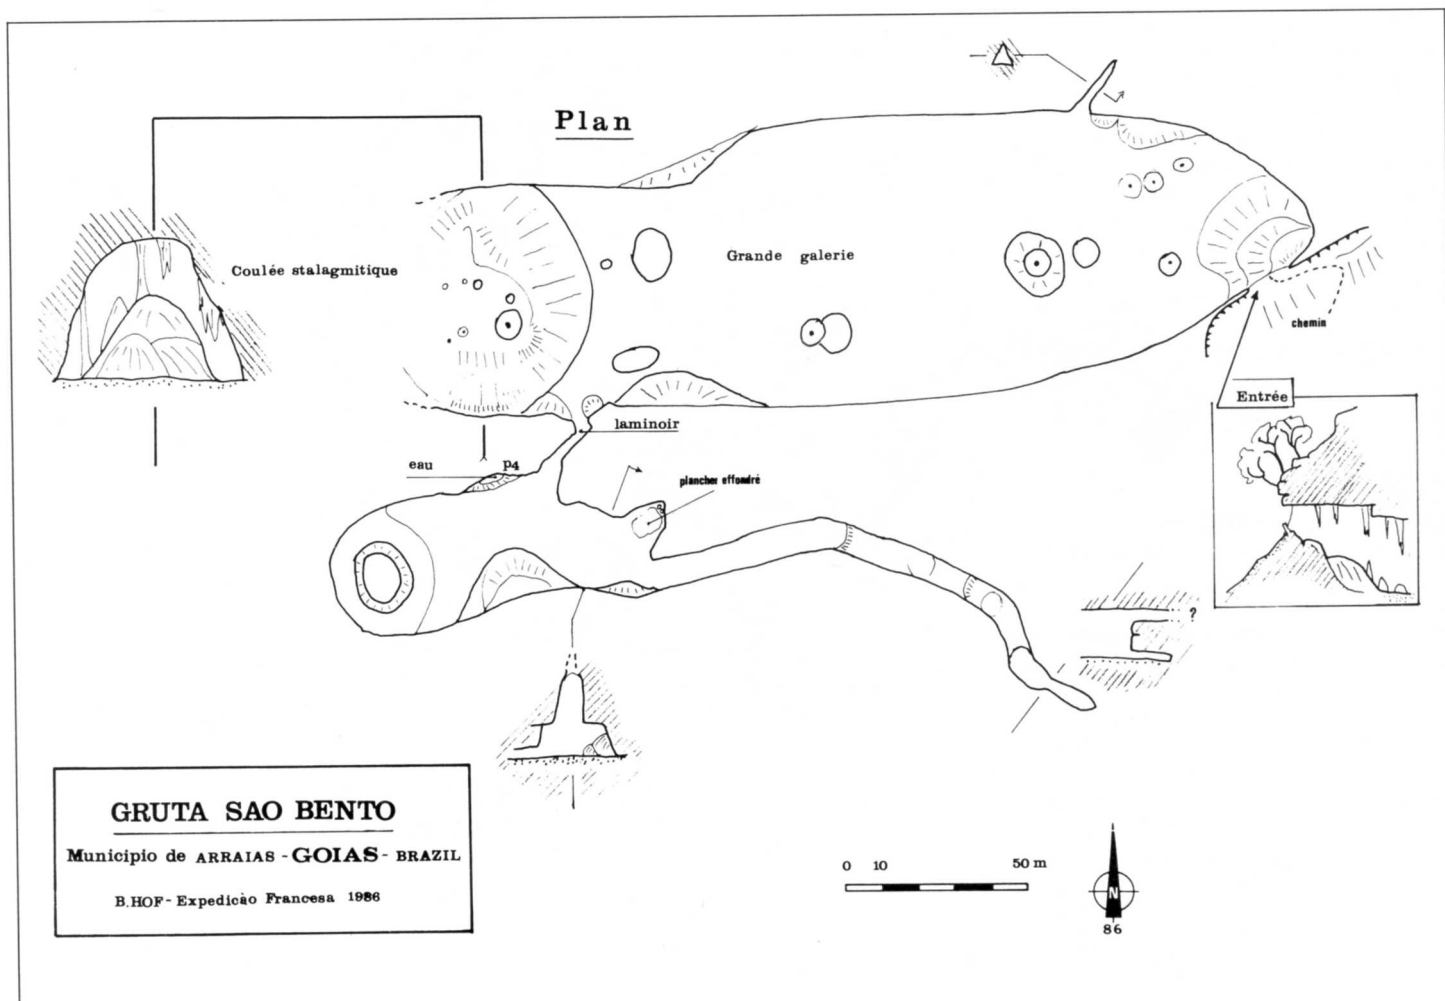 Plan
Coulée stalagmitique
Grande galerie
chemin
Entrée
laminoir
eau P4
plancher effondré
?
GRUTA SAO BENTO
Municipio de ARRAIAS - GOIAS - BRAZIL
B.HOF - Expedicào Francesa 1986
0 10 50 m
N
86